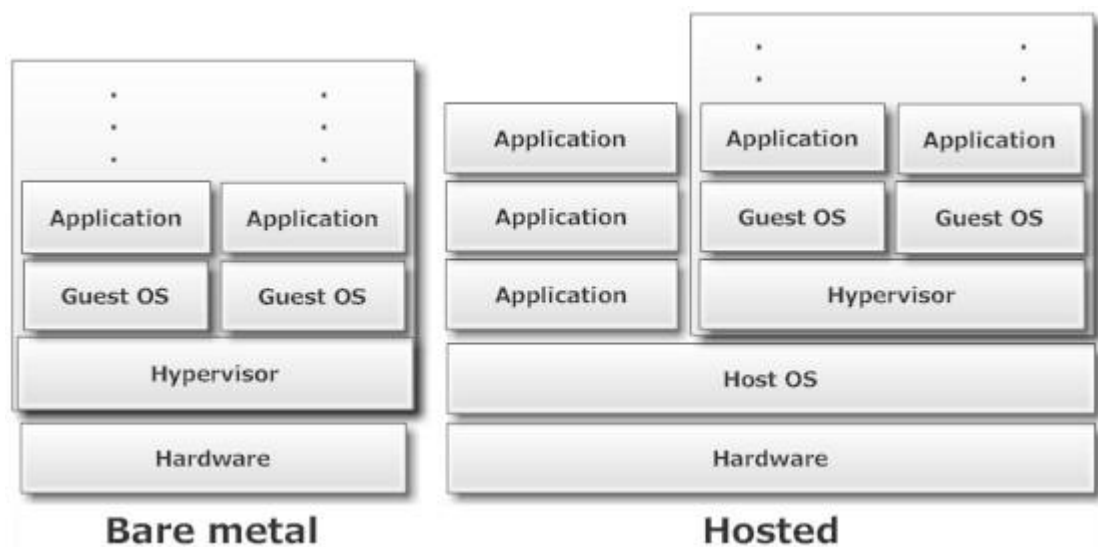 Application Application
Guest OS Guest OS
Hypervisor
Hardware
Bare metal
Application Application Application
Application Guest OS Guest OS
Application Hypervisor
Host OS
Hardware
Hosted